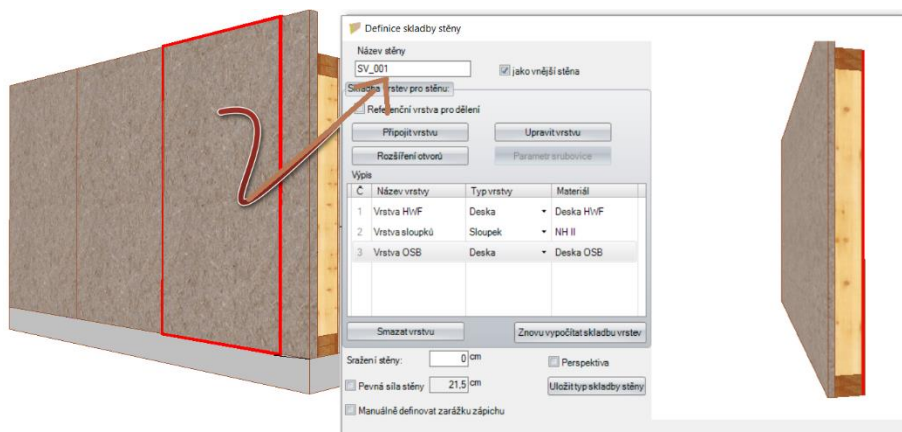 Definice skladby stěny
Název stěny
SV_001
jako vnější stěna
Skladba vrstev pro stěnu:
Referenční vrstva pro dělení
Připojit vrstvu
Upravit vrstvu
Rozšíření otvorů
Parametr srubovice
Výpis
Č Název vrstvy Typ vrstvy Materiál
1 Vrstva HWF Deska Deska HWF
2 Vrstva sloupků Sloupek NH II
3 Vrstva OSB Deska Deska OSB
Smazat vrstvu
Znovu vypočítat skladbu vrstev
Sražení stěny: 0 cm
Perspektiva
Pevná síla stěny 21,5 cm
Uložit typ skladby stěny
Manuálně definovat zarážku zápichu